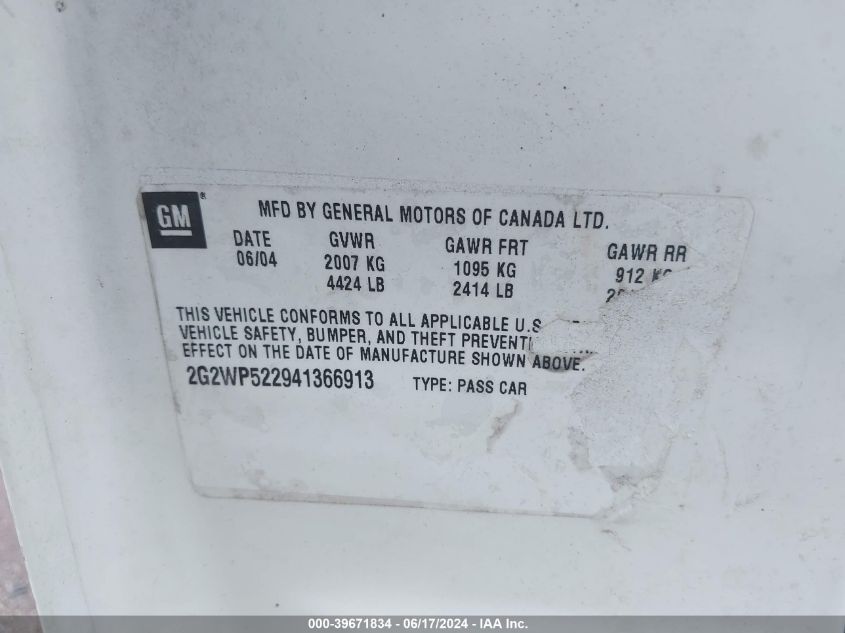 GM
MFD BY GENERAL MOTORS OF CANADA LTD.
DATE GVWR GAWR FRT GAWR RR
06/04 2007 KG 1095 KG 912 KG
4424 LB 2414 LB
THIS VEHICLE CONFORMS TO ALL APPLICABLE U.S
VEHICLE SAFETY, BUMPER, AND THEFT
EFFECT ON THE DATE OF MANUFACTURE SHOWN ABOVE.
2G2WP522941366913 TYPE: PASS CAR
000-39671834 - 06/17/2024 - IAA Inc.